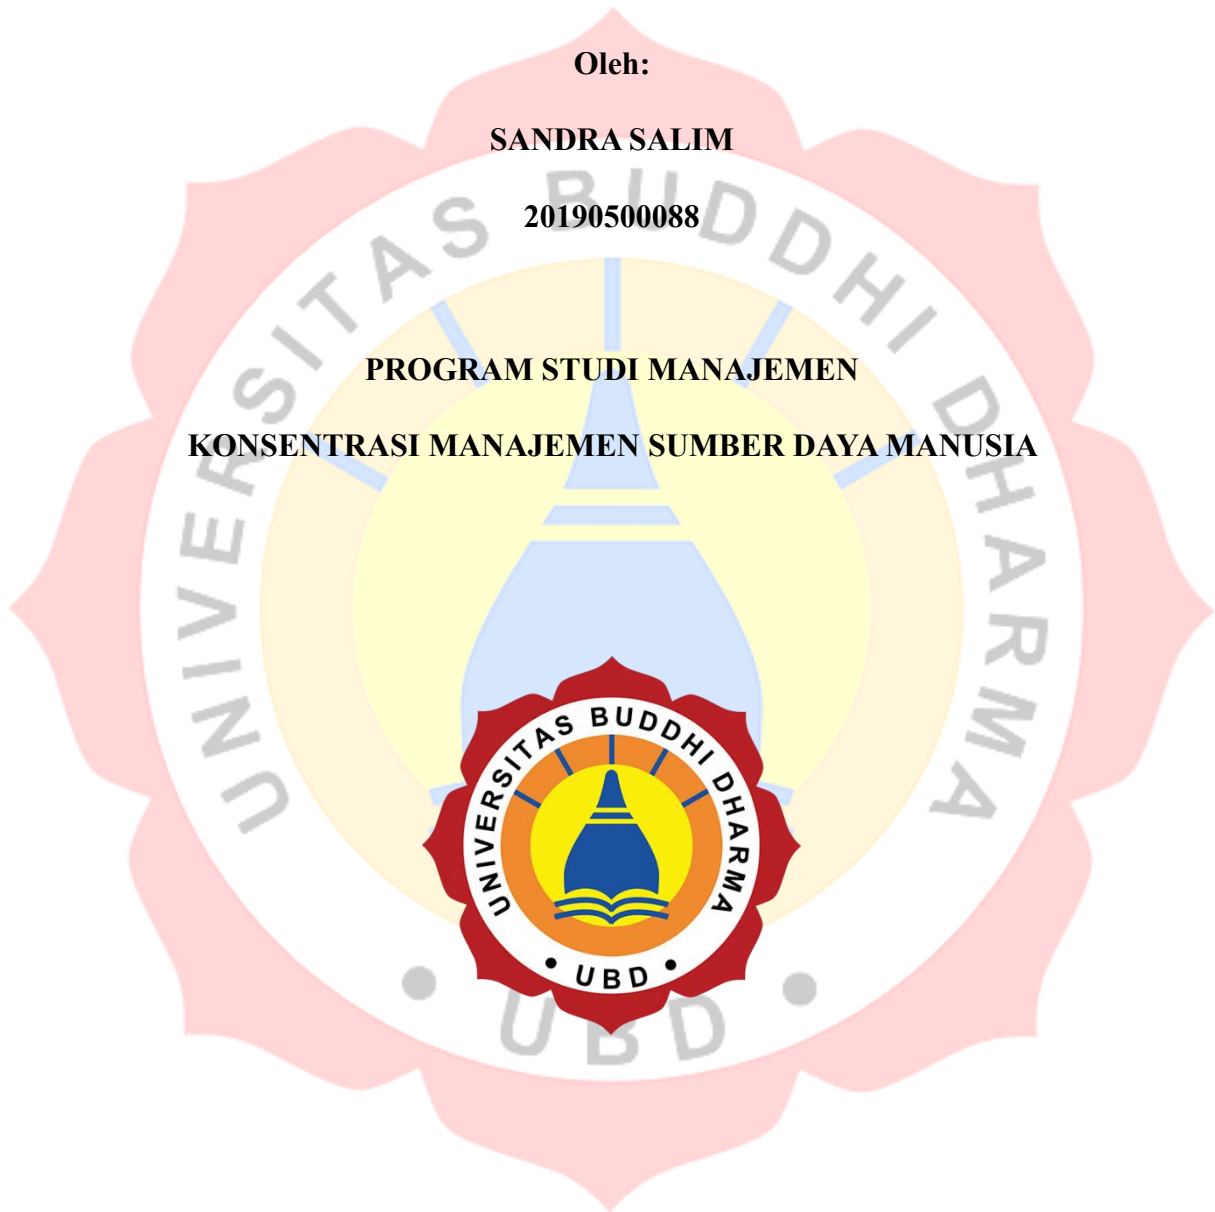 Oleh:
SANDRA SALIM
20190500088
PROGRAM STUDI MANAJEMEN
KONSENTRASI MANAJEMEN SUMBER DAYA MANUSIA
UNIVERSITAS BUDDHI DHARMA
• UBD •
UNIVERSITAS BUDDHI DHARMA
• UBD •